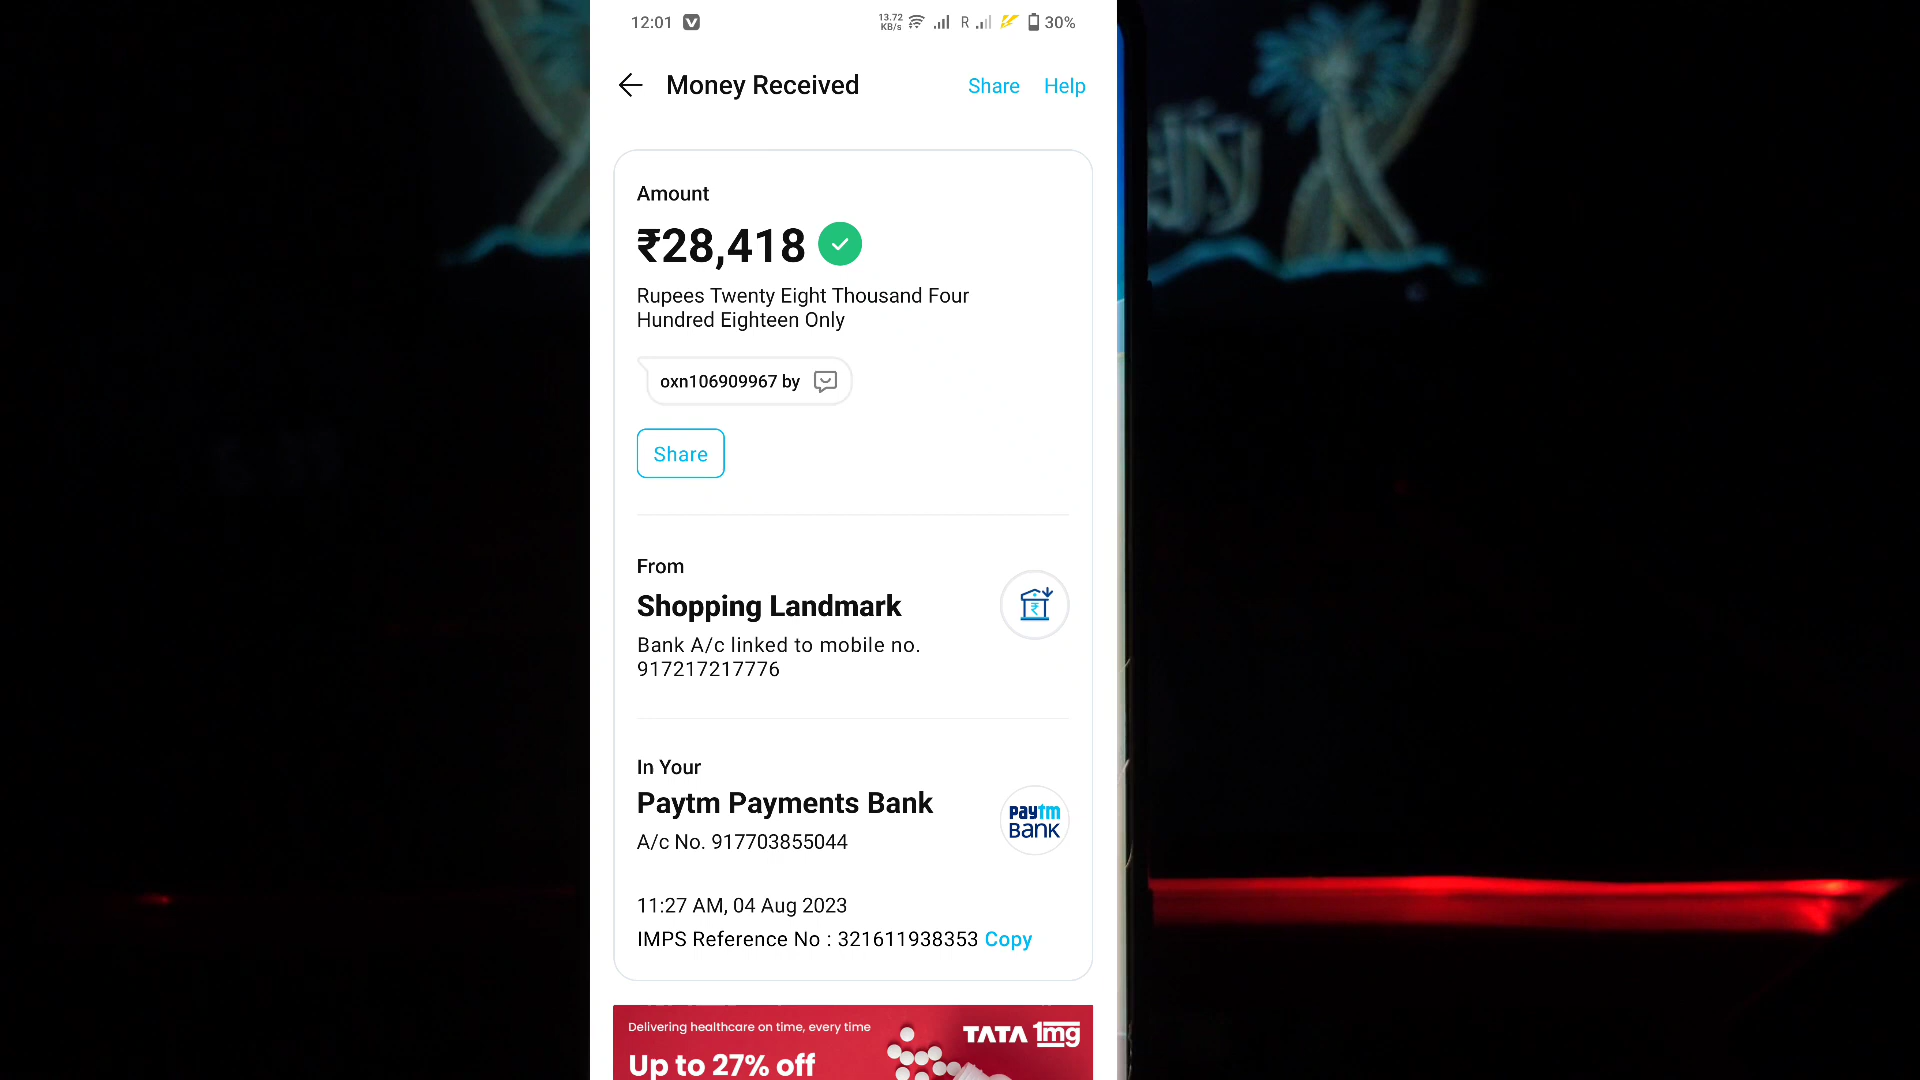 12:01
13.72 KB/s R 30%
Money Received Share Help
Amount
₹28,418
Rupees Twenty Eight Thousand Four
Hundred Eighteen Only
oxn106909967 by
Share
From
Shopping Landmark
Bank A/c linked to mobile no.
917217217776
In Your
Paytm Payments Bank
paytm BANK
A/c No. 917703855044
11:27 AM, 04 Aug 2023
IMPS Reference No : 321611938353 Copy
Delivering healthcare on time, every time
TATA 1mg
Up to 27% off